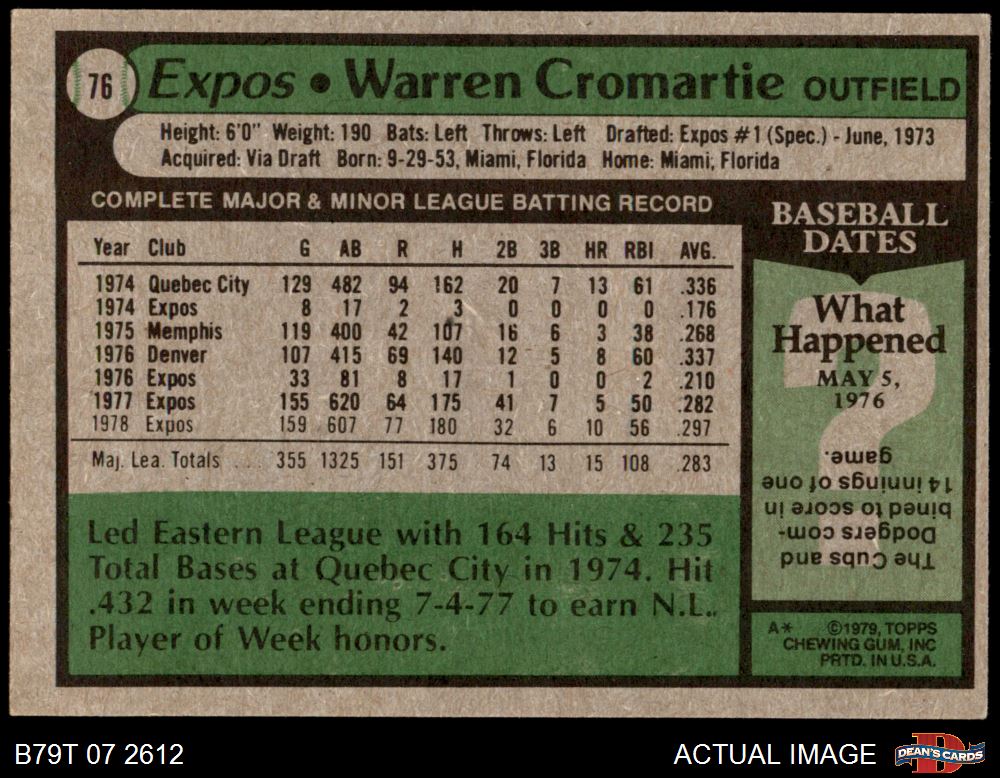 76 Expos • Warren Cromartie OUTFIELD
Height: 6'0" Weight: 190 Bats: Left Throws: Left Drafted: Expos #1 (Spec.) - June, 1973
Acquired: Via Draft Born: 9-29-53, Miami, Florida Home: Miami, Florida
COMPLETE MAJOR & MINOR LEAGUE BATTING RECORD
Year Club G AB R H 2B 3B HR RBI AVG.
1974 Quebec City 129 482 94 162 20 7 13 61 .336
1974 Expos 8 17 2 3 0 0 0 0 .176
1975 Memphis 119 400 42 107 16 6 3 38 .268
1976 Denver 107 415 69 140 12 5 8 60 .337
1976 Expos 33 81 8 17 1 0 0 2 .210
1977 Expos 155 620 64 175 41 7 5 50 .282
1978 Expos 159 607 77 180 32 6 10 56 .297
Maj. Lea. Totals ... 355 1325 151 375 74 13 15 108 .283
Led Eastern League with 164 Hits & 235
Total Bases at Quebec City in 1974. Hit
.432 in week ending 7-4-77 to earn N.L.
Player of Week honors.
BASEBALL
DATES
What
Happened
MAY 5,
1976
?
The Cubs and
Dodgers com-
bined to score in
14 innings of one
game.
A* ©1979, TOPPS
CHEWING GUM, INC
PRTD. IN U.S.A.
B79T 07 2612
ACTUAL IMAGE
DEAN'S CARDS